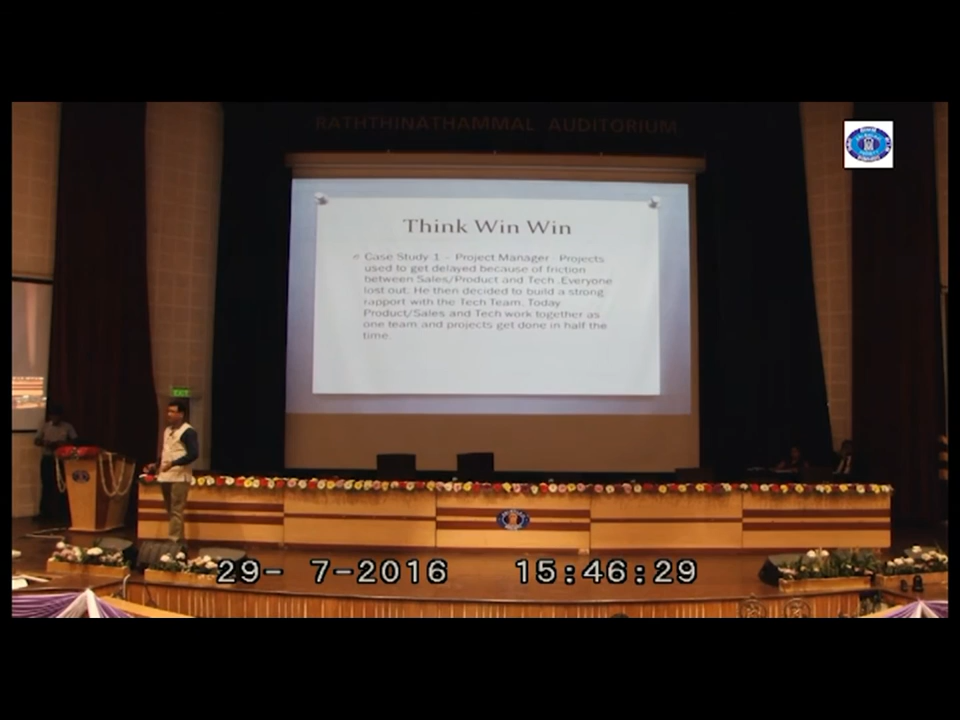 RATHTHINATHAMMAL AUDITORIUM
Think Win Win
Case Study 1 - Project Manager - Projects
used to get delayed because of friction
between Sales/Product and Tech .Everyone
lost out. He then decided to build a strong
rapport with the Tech Team. Today
Product/Sales and Tech work together as
one team and projects get done in half the
time.
EXIT
29- 7-2016 15:46:29